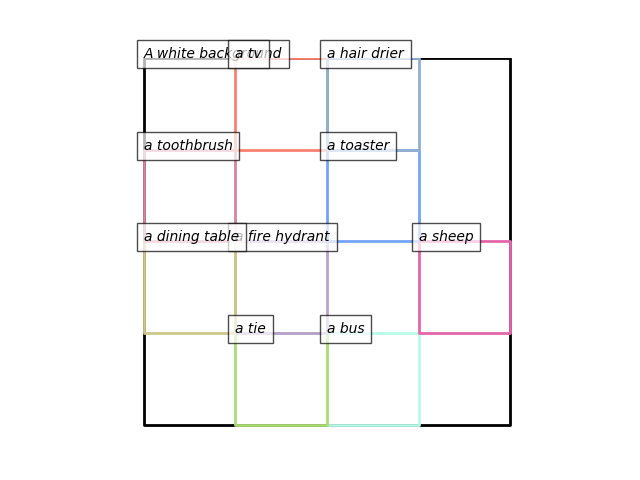 A white background
a tv
a hair drier
a toothbrush
a toaster
a dining table
a fire hydrant
a sheep
a tie
a bus